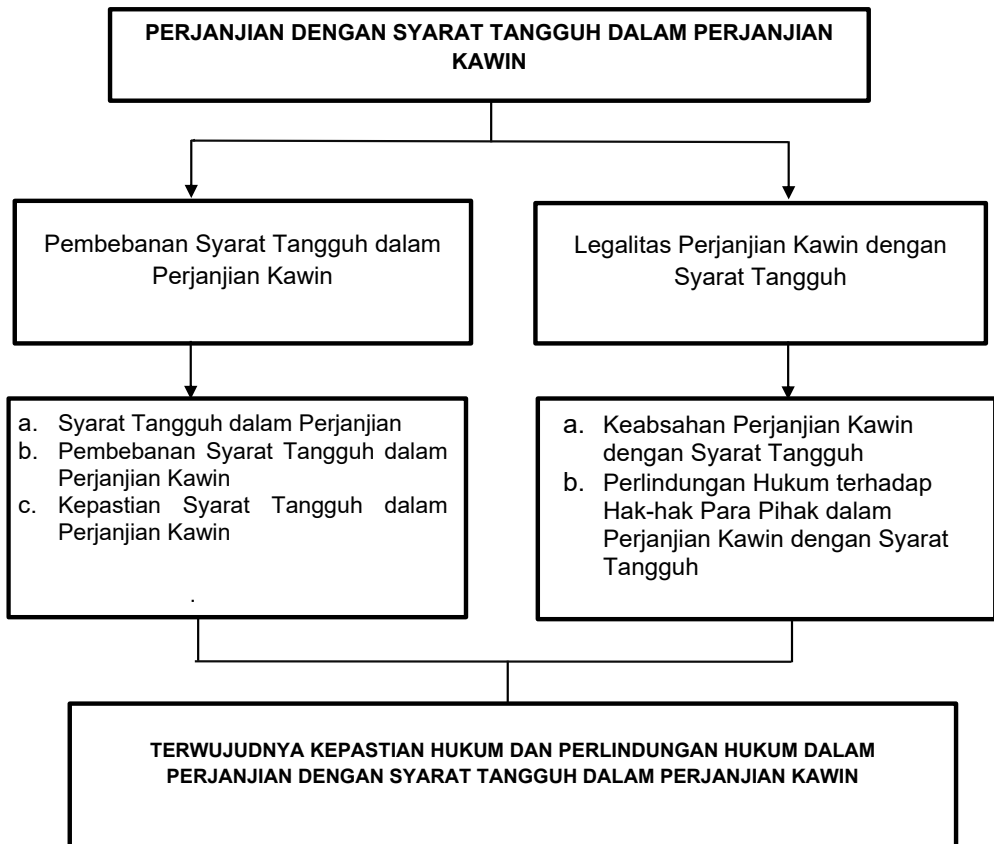 PERJANJIAN DENGAN SYARAT TANGGUH DALAM PERJANJIAN
KAWIN
Pembebanan Syarat Tangguh dalam
Perjanjian Kawin
Legalitas Perjanjian Kawin dengan
Syarat Tangguh
a. Syarat Tangguh dalam Perjanjian
b. Pembebanan Syarat Tangguh dalam
Perjanjian Kawin
c. Kepastian Syarat Tangguh dalam
Perjanjian Kawin
.
a. Keabsahan Perjanjian Kawin
dengan Syarat Tangguh
b. Perlindungan Hukum terhadap
Hak-hak Para Pihak dalam
Perjanjian Kawin dengan Syarat
Tangguh
TERWUJUDNYA KEPASTIAN HUKUM DAN PERLINDUNGAN HUKUM DALAM
PERJANJIAN DENGAN SYARAT TANGGUH DALAM PERJANJIAN KAWIN